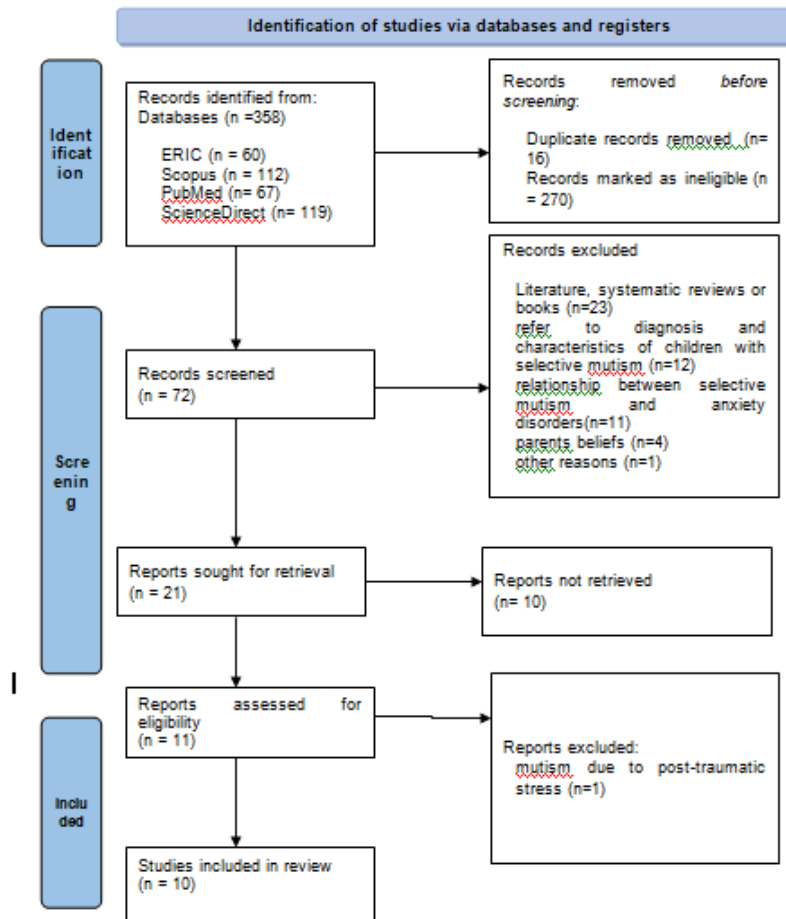 Identification of studies via databases and registers
Ident
ificat
ion
Records identified from:
Databases (n =358)
ERIC (n = 60)
Scopus (n = 112)
PubMed (n= 67)
ScienceDirect (n= 119)
Records removed before
screening:
Duplicate records removed (n=
16)
Records marked as ineligible (n
= 270)
Scre
enin
g
Records screened
(n = 72)
Records excluded
Literature, systematic reviews or
books (n=23)
refer to diagnosis and
characteristics of children with
selective mutism (n=12)
relationship between selective
mutism and anxiety
disorders(n=11)
parents beliefs (n=4)
other reasons (n=1)
Reports sought for retrieval
(n = 21)
Reports not retrieved
(n= 10)
Reports assessed for
eligibility
(n = 11)
Reports excluded:
mutism due to post-traumatic
stress (n=1)
Inclu
ded
Studies included in review
(n = 10)